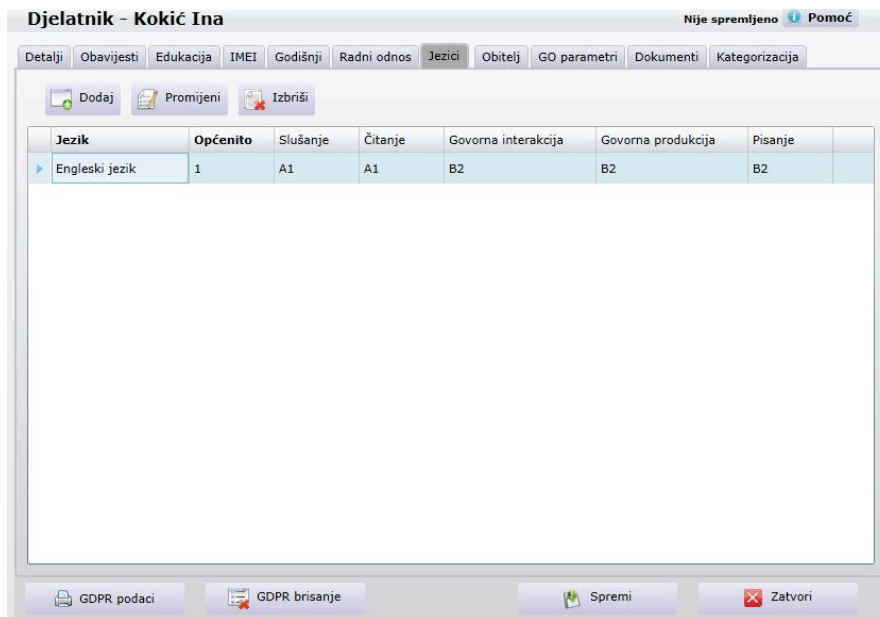 Djelatnik - Kokić Ina
Nije spremljeno Pomoć
Detalji Obavijesti Edukacija IMEI Godišnji Radni odnos Jezici Obitelj GO parametri Dokumenti Kategorizacija
Dodaj Promijeni Izbriši
Jezik Općenito Slušanje Čitanje Govorna interakcija Govorna produkcija Pisanje
Engleski jezik 1 A1 A1 B2 B2 B2
GDPR podaci GDPR brisanje Spremi Zatvori